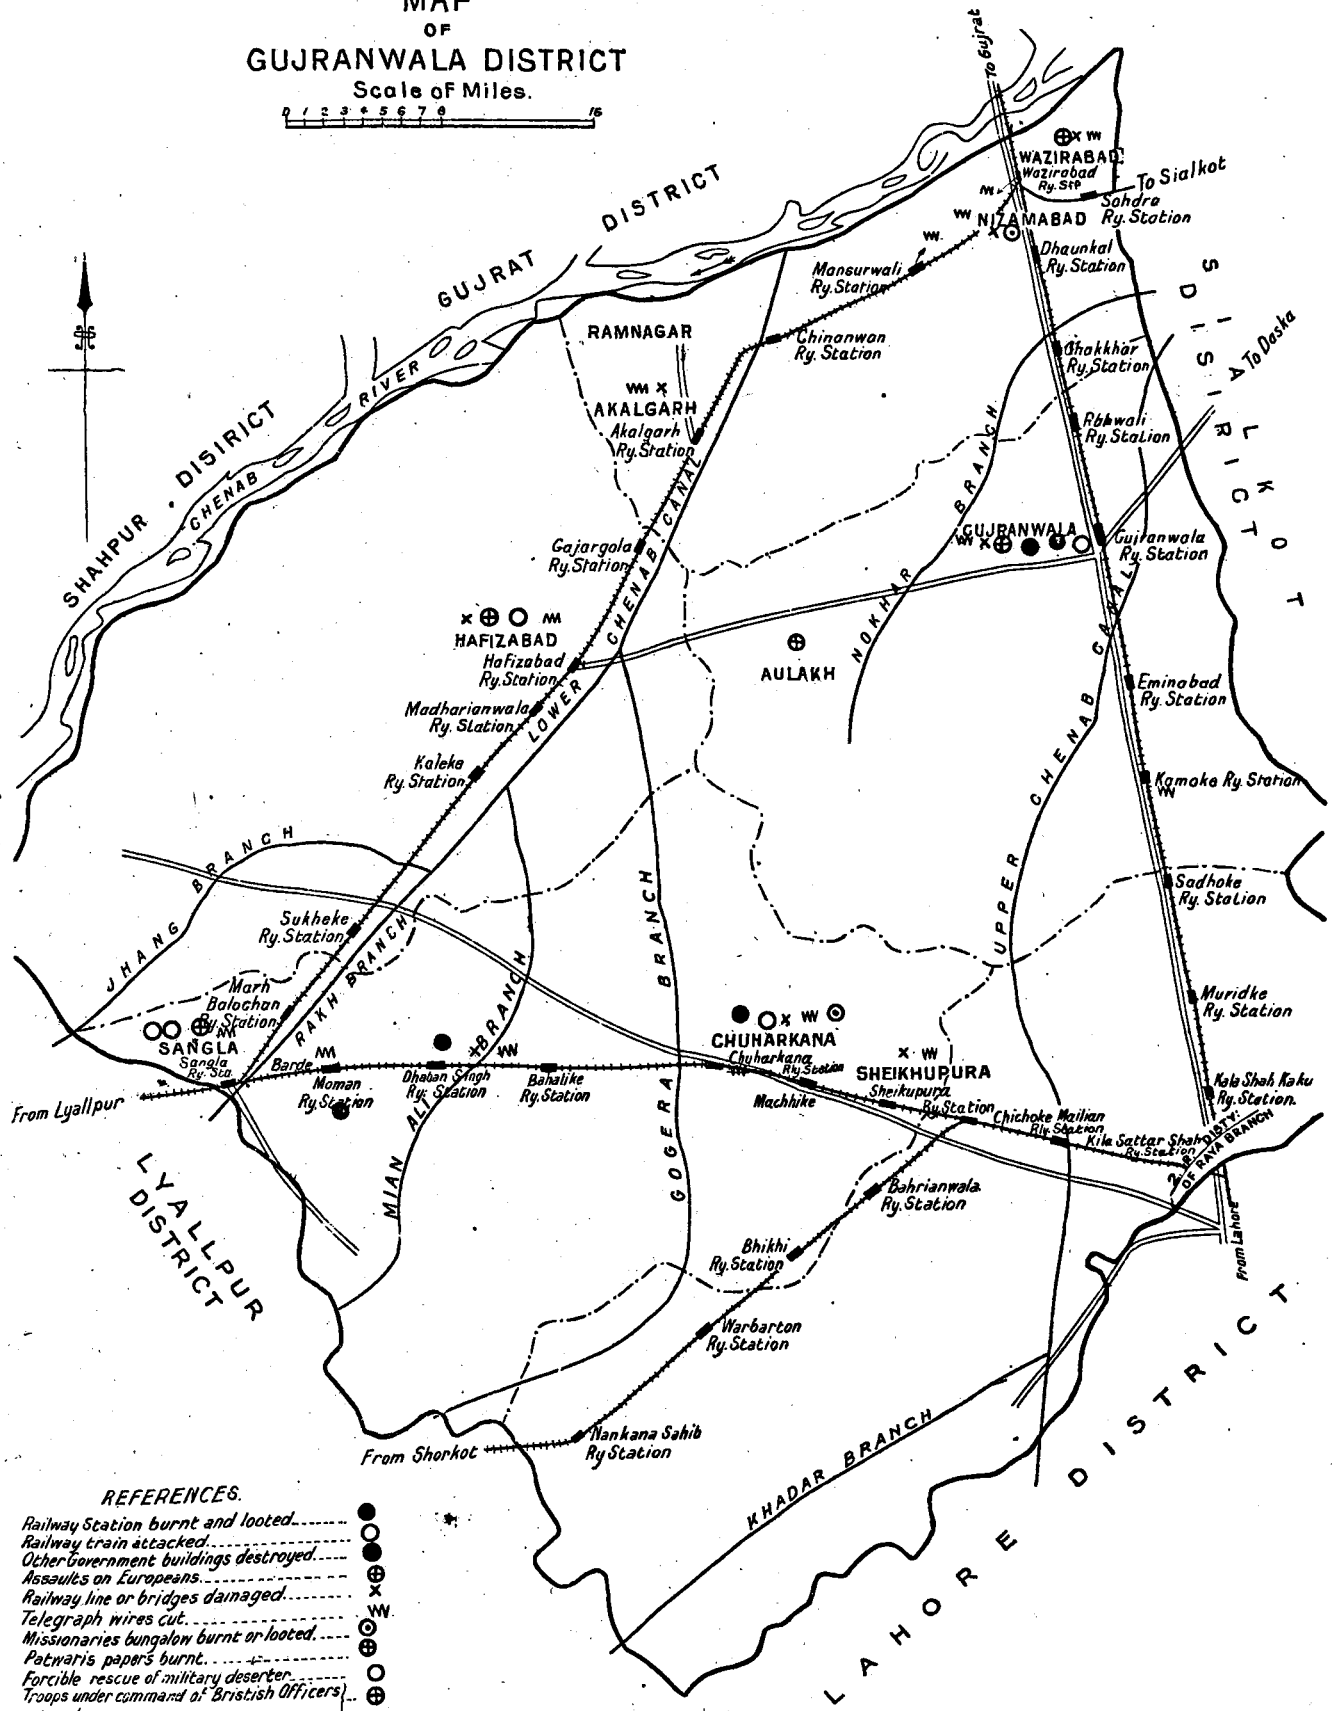 MAP
OF
GUJRANWALA DISTRICT
Scale of Miles.
0 1 2 3 4 5 6 7 8 16
To Gujrat
WAZIRABAD
Wazirabad
Ry. Stn
To Sialkot
Sohdra
Ry. Station
NIZAMABAD
Dhaunkal
Ry. Station
Mansurwali
Ry. Station
GUJRAT DISTRICT
RAMNAGAR
Chinanwan
Ry. Station
Ghakkhar
Ry. Station
To Daska
SIALKOT
DISIRICT
AKALGARH
Akalgarh
Ry. Station
Rahwali
Ry. Station
SHAHPUR DISIRICT
CHENAB RIVER
NOKHAR BRANCH
GUJRANWALA
Gujranwala
Ry. Station
Gajargola
Ry. Station
LOWER CHENAB CANAL
HAFIZABAD
Hafizabad
Ry. Station
AULAKH
Madharianwala
Ry. Station
Eminabad
Ry. Station
Kaleke
Ry. Station
UPPER CHENAB CANAL
Kamoke Ry. Station
JHANG BRANCH
Sadhoke
Ry. Station
Sukheke
Ry. Station
RAKH BRANCH
GOGERA BRANCH
MIAN ALI BRANCH
Marh
Balochan
Ry. Station
Muridke
Ry. Station
SANGLA
Sangla
Ry. Sta.
CHUHARKANA
Chuharkana
Rly. Station
SHEIKHUPURA
Sheikupura
Ry. Station
Barde
Moman
Ry. Station
Dhaban Singh
Ry. Station
Bahalike
Ry. Station
Machhike
Kala Shah Kaku
Ry. Station.
From Lyallpur
Chichoke Mallian
Rly. Station
Kila Sattar Shah
Ry. Station
2. R. DISTY:
OF RAYA BRANCH
LYALLPUR
DISTRICT
Bahrianwala
Ry. Station
From Lahore
Bhikhi
Ry. Station
Warbarton
Ry. Station
LAHORE DISTRICT
KHADAR BRANCH
From Shorkot
Nankana Sahib
Ry Station
REFERENCES.
Railway Station burnt and looted
Railway train attacked
Other Government buildings destroyed
Assaults on Europeans
Railway line or bridges damaged
Telegraph wires cut
Missionaries bungalow burnt or looted
Patwaris papers burnt
Forcible rescue of military deserter
Troops under command of Bristish Officers